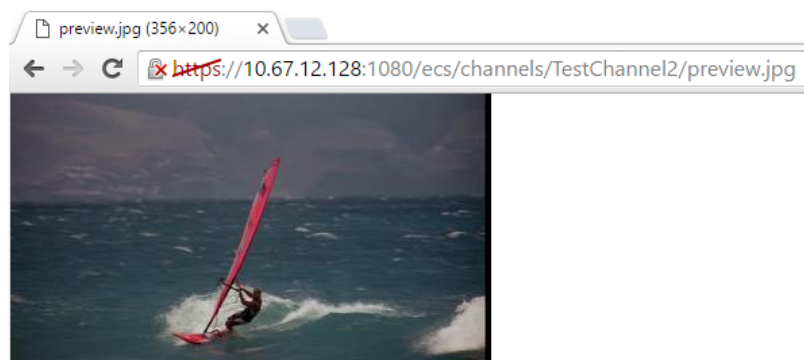 preview.jpg (356×200)
https://10.67.12.128:1080/ecs/channels/TestChannel2/preview.jpg